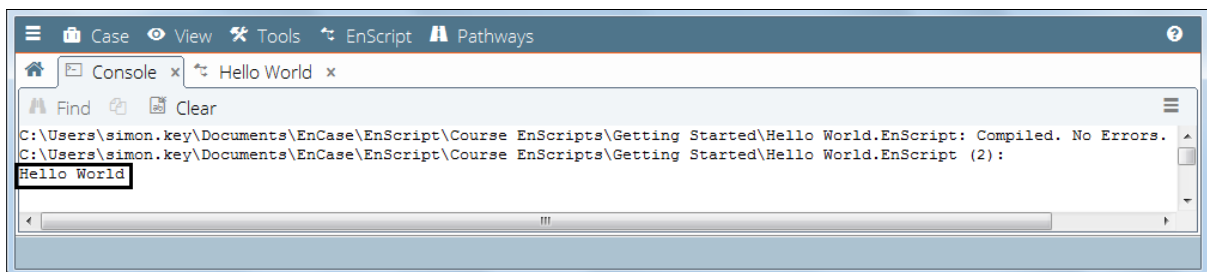 Case View Tools EnScript Pathways
Console x Hello World x
Find Clear
C:\Users\simon.key\Documents\EnCase\EnScript\Course EnScripts\Getting Started\Hello World.EnScript: Compiled. No Errors.
C:\Users\simon.key\Documents\EnCase\EnScript\Course EnScripts\Getting Started\Hello World.EnScript (2):
Hello World